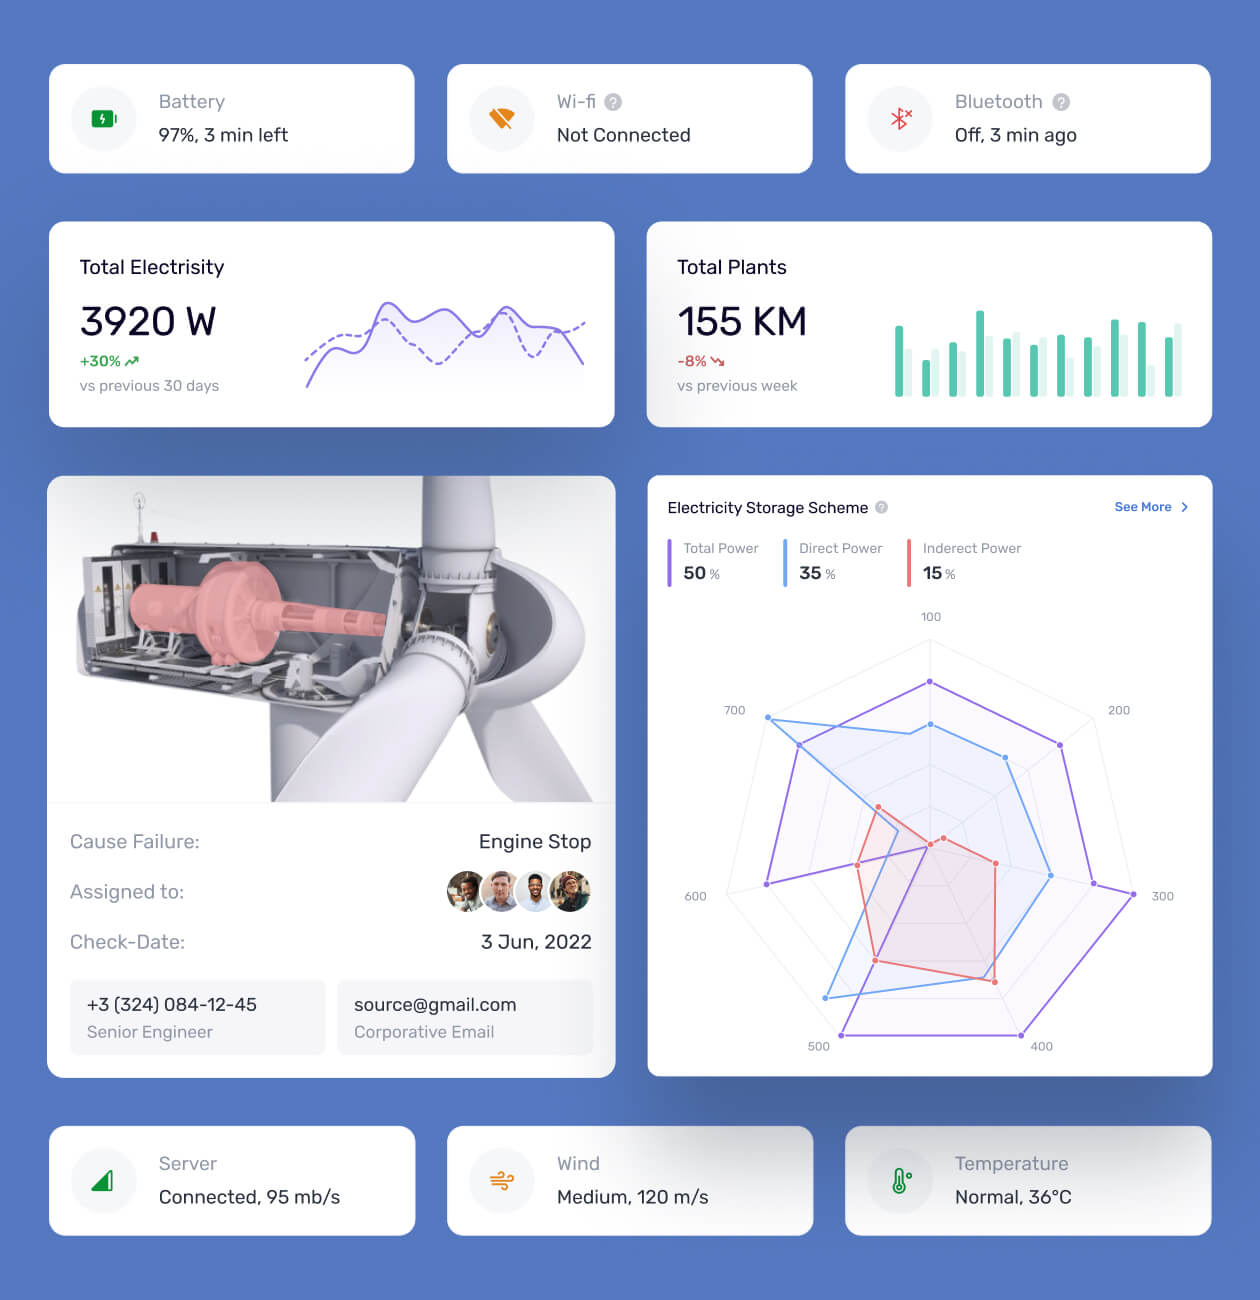 Battery
97%, 3 min left
Wi-fi ?
Not Connected
Bluetooth ?
Off, 3 min ago
Total Electrisity
3920 W
+30%
vs previous 30 days
Total Plants
155 KM
-8%
vs previous week
Cause Failure: Engine Stop
Assigned to:
Check-Date: 3 Jun, 2022
+3 (324) 084-12-45
Senior Engineer
source@gmail.com
Corporative Email
Electricity Storage Scheme ? See More
Total Power
50 %
Direct Power
35 %
Inderect Power
15 %
100
200
300
400
500
600
700
Server
Connected, 95 mb/s
Wind
Medium, 120 m/s
Temperature
Normal, 36°C